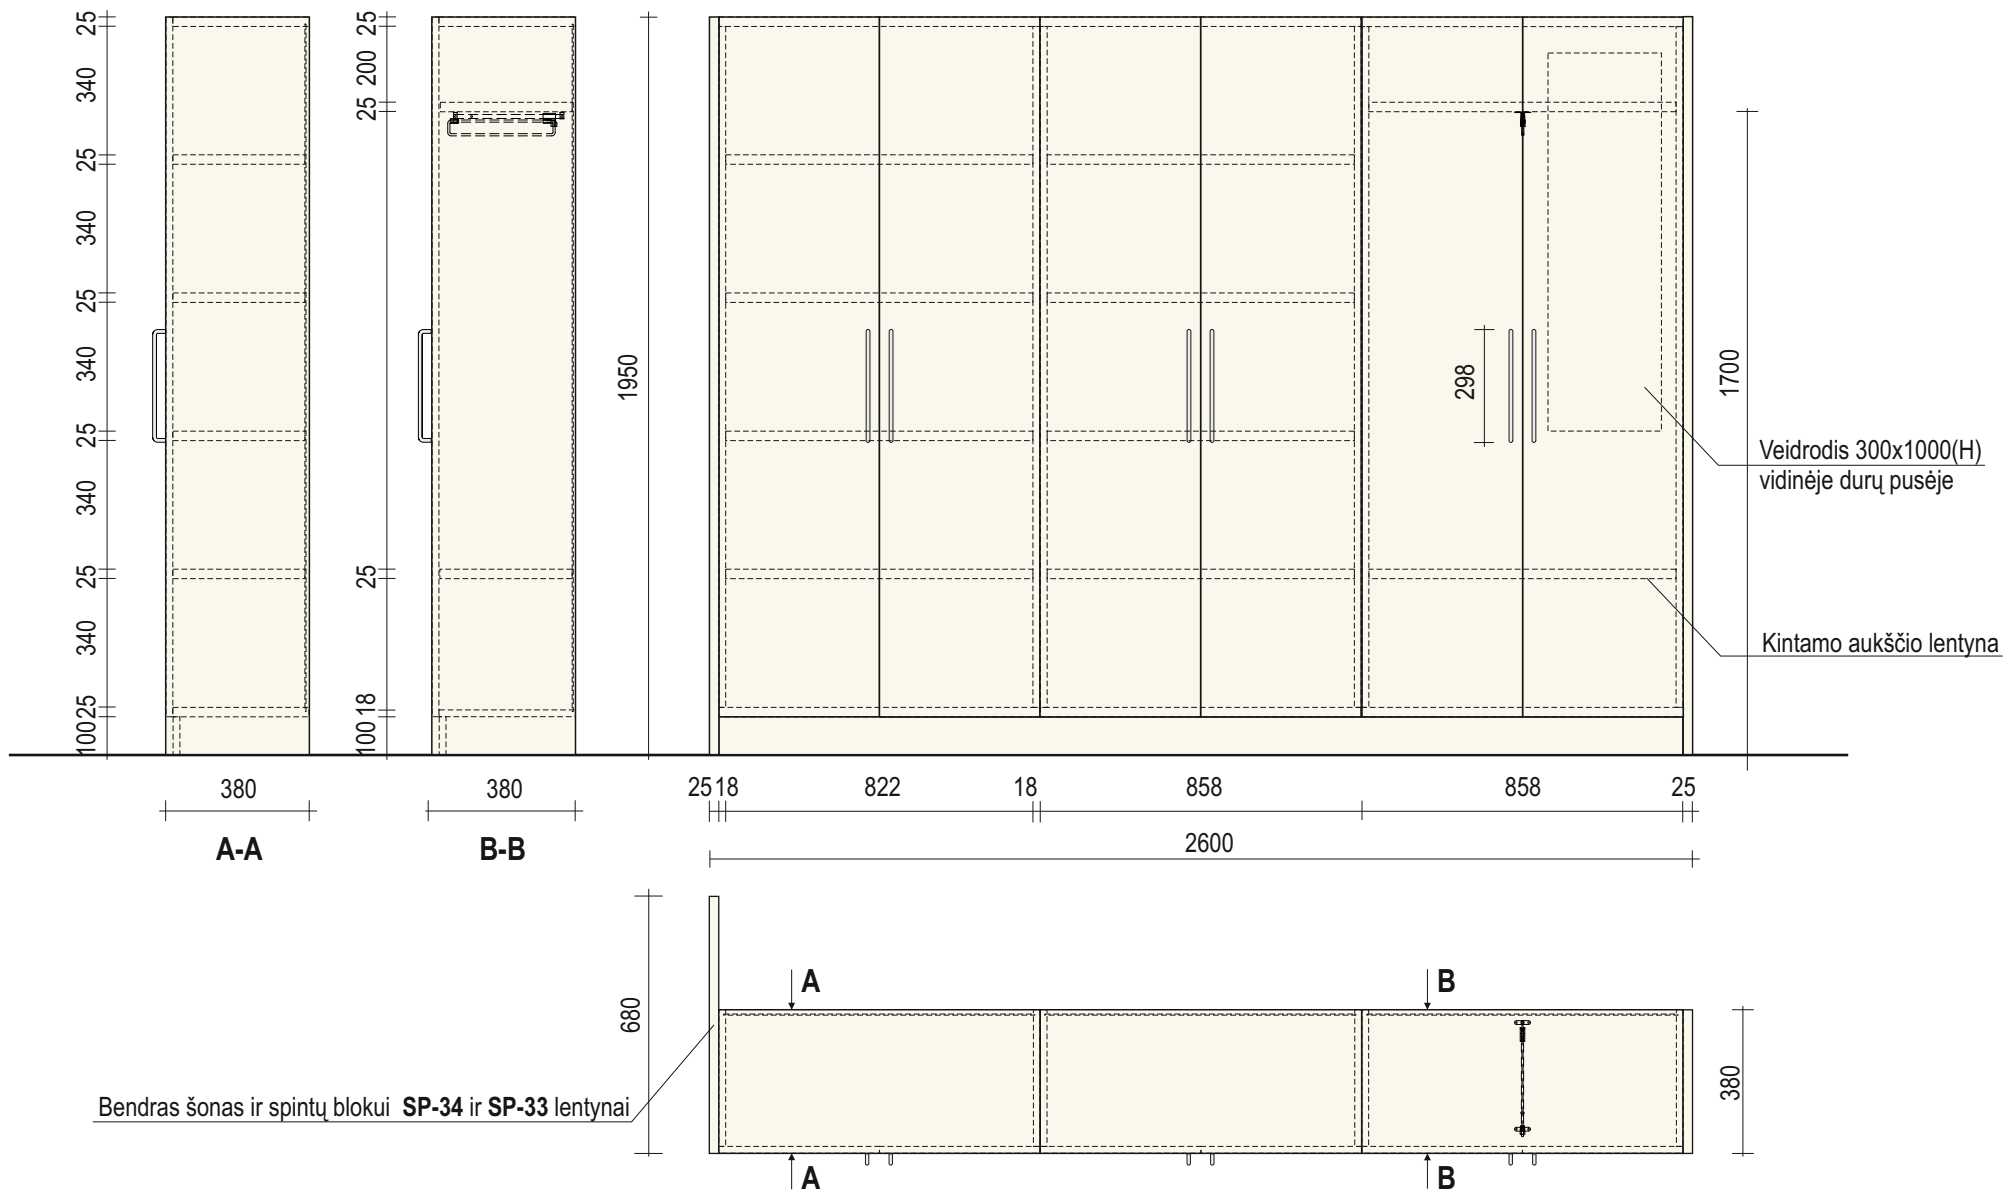 25
340
25
340
25
340
25
340
25
340
25
100
380
A-A
25
200
25
25
18
100
380
B-B
1950
298
1700
Veidrodis 300x1000(H)
vidinėje durų pusėje
Kintamo aukščio lentyna
25 18 822 18 858 858 25
2600
680
A B
380
Bendras šonas ir spintų blokui SP-34 ir SP-33 lentynai
A B